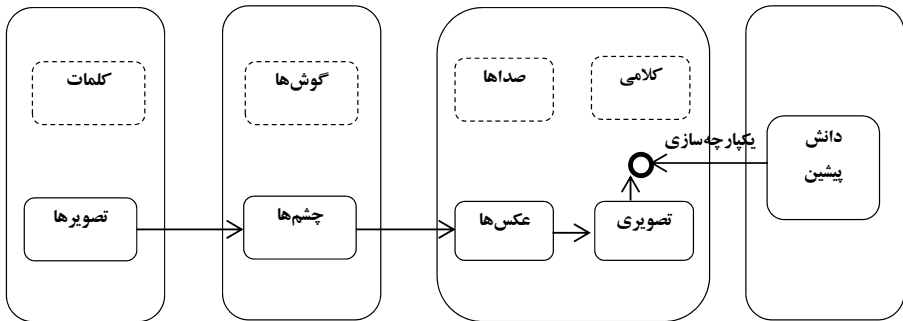 کلمات
گوش‌ها
صداها
کلامی
یکپارچه‌سازی
دانش
پیشین
تصویرها
چشم‌ها
عکس‌ها
تصویری